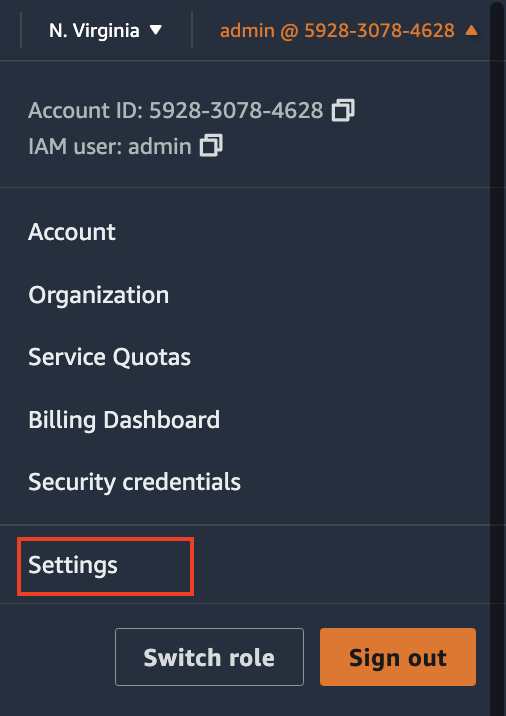 N. Virginia admin @ 5928-3078-4628
Account ID: 5928-3078-4628
IAM user: admin
Account
Organization
Service Quotas
Billing Dashboard
Security credentials
Settings
Switch role Sign out